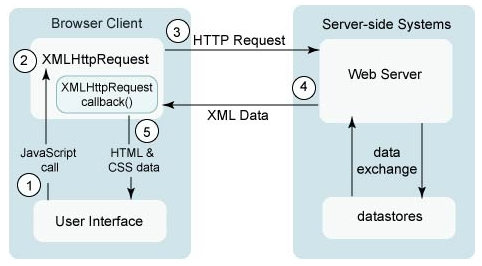 Browser Client
Server-side Systems
3
HTTP Request
2
XMLHttpRequest
Web Server
XMLHttpRequest
callback()
4
XML Data
5
JavaScript
call
HTML &
CSS data
data
exchange
1
User Interface
datastores